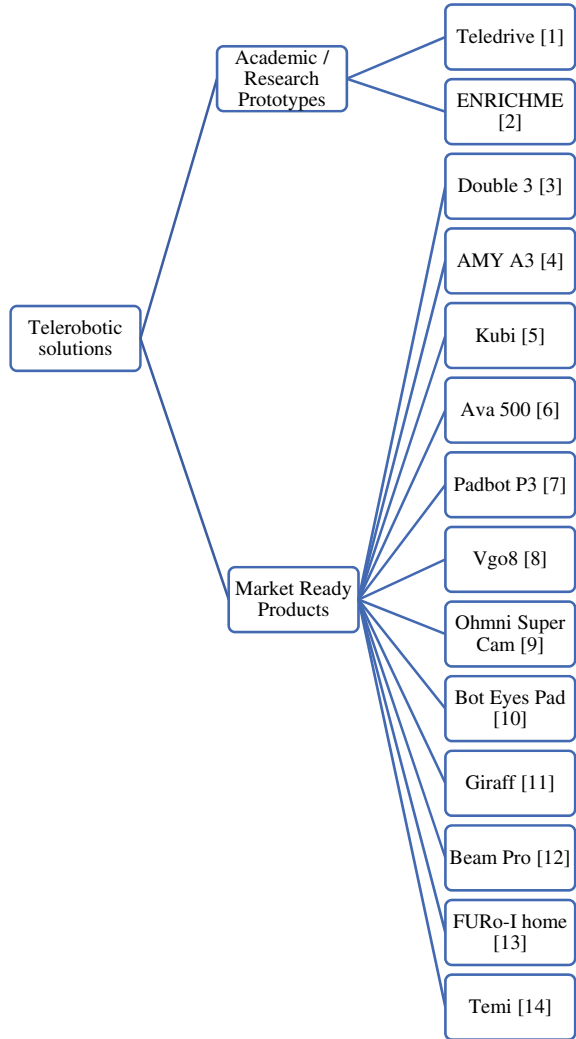 Telerobotic
solutions
Academic /
Research
Prototypes
Teledrive [1]
ENRICHME
[2]
Market Ready
Products
Double 3 [3]
AMY A3 [4]
Kubi [5]
Ava 500 [6]
Padbot P3 [7]
Vgo8 [8]
Ohmni Super
Cam [9]
Bot Eyes Pad
[10]
Giraff [11]
Beam Pro [12]
FURo-I home
[13]
Temi [14]